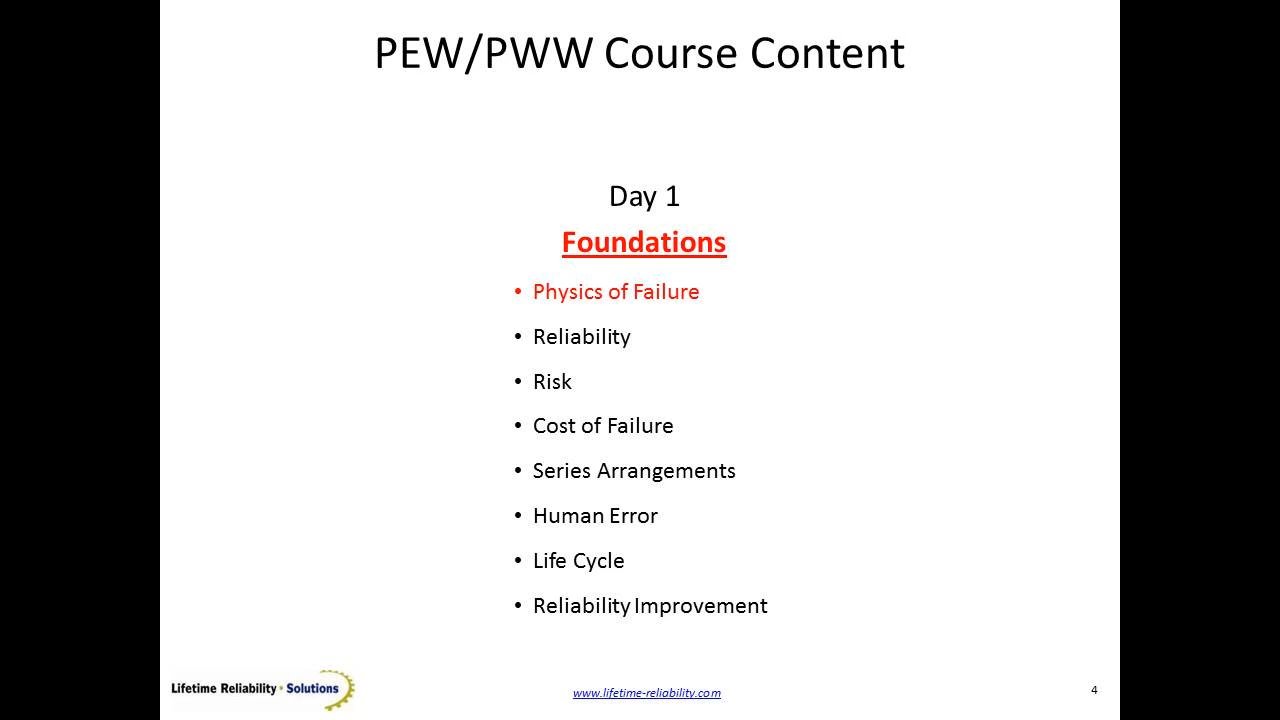 PEW/PWW Course Content
Day 1
Foundations
• Physics of Failure
• Reliability
• Risk
• Cost of Failure
• Series Arrangements
• Human Error
• Life Cycle
• Reliability Improvement
Lifetime Reliability • Solutions
www.lifetime-reliability.com
4